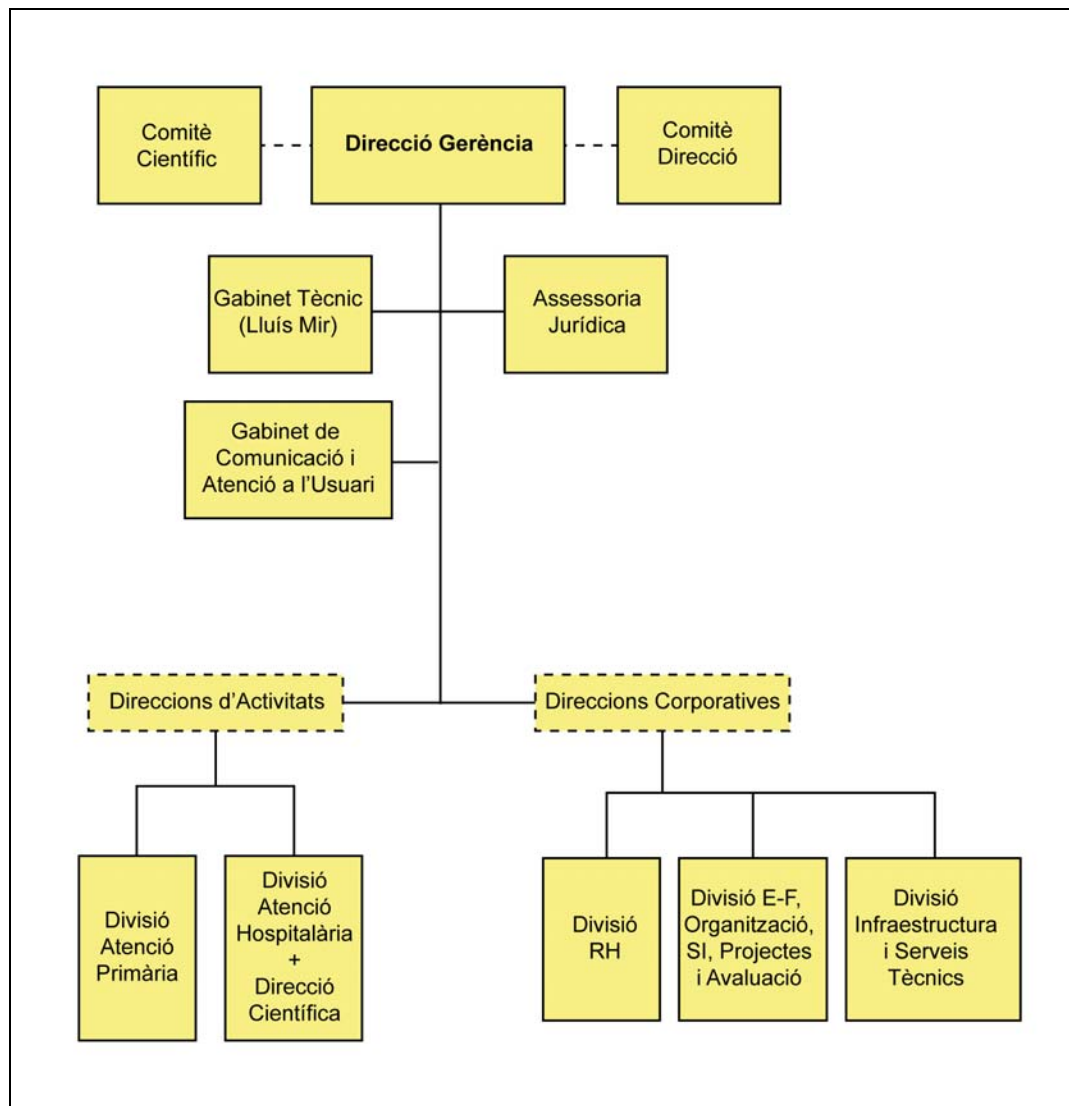 Comitè
Científic
Direcció Gerència
Comitè
Direcció
Gabinet Tècnic
(Lluís Mir)
Assessoria
Jurídica
Gabinet de
Comunicació i
Atenció a l’Usuari
Direccions d’Activitats
Direccions Corporatives
Divisió
Atenció
Primària
Divisió
Atenció
Hospitalària
+
Direcció
Científica
Divisió
RH
Divisió E-F,
Organització,
SI, Projectes
i Avaluació
Divisió
Infraestructura
i Serveis
Tècnics